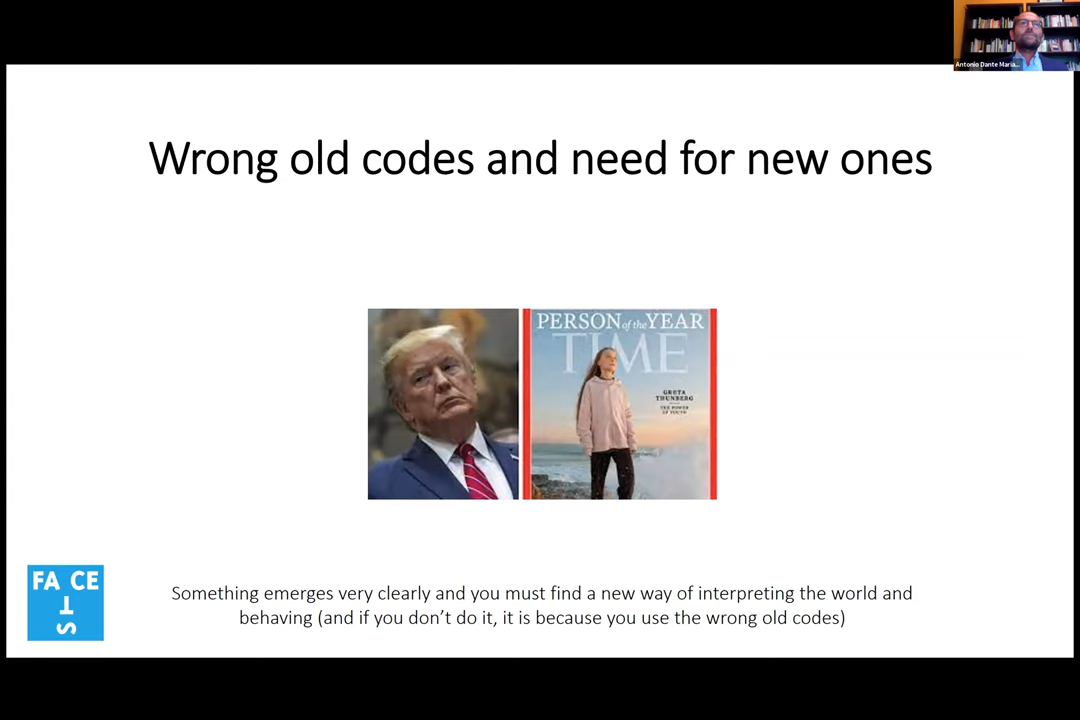 Antonio Dante Maria...
Wrong old codes and need for new ones
PERSON of the YEAR
TIME
GRETA
THUNBERG
THE POWER
OF YOUTH
FA CE
T
S
Something emerges very clearly and you must find a new way of interpreting the world and
behaving (and if you don’t do it, it is because you use the wrong old codes)